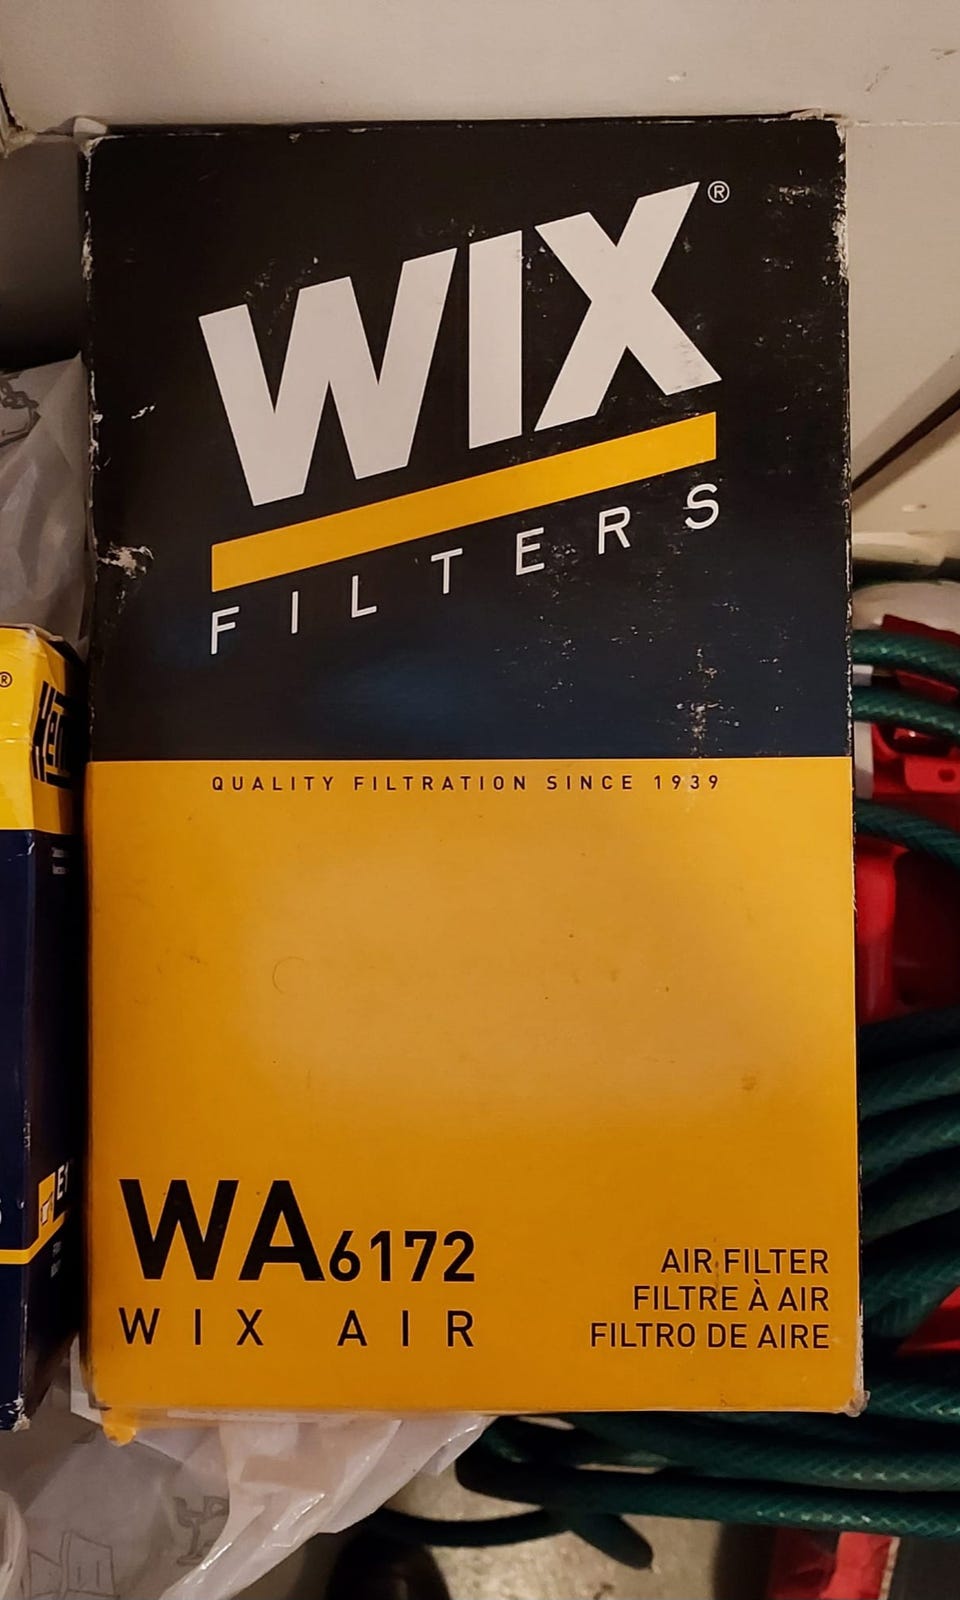 WIX®
FILTERS
QUALITY FILTRATION SINCE 1939
WA6172
WIX AIR
AIR FILTER
FILTRE À AIR
FILTRO DE AIRE
®